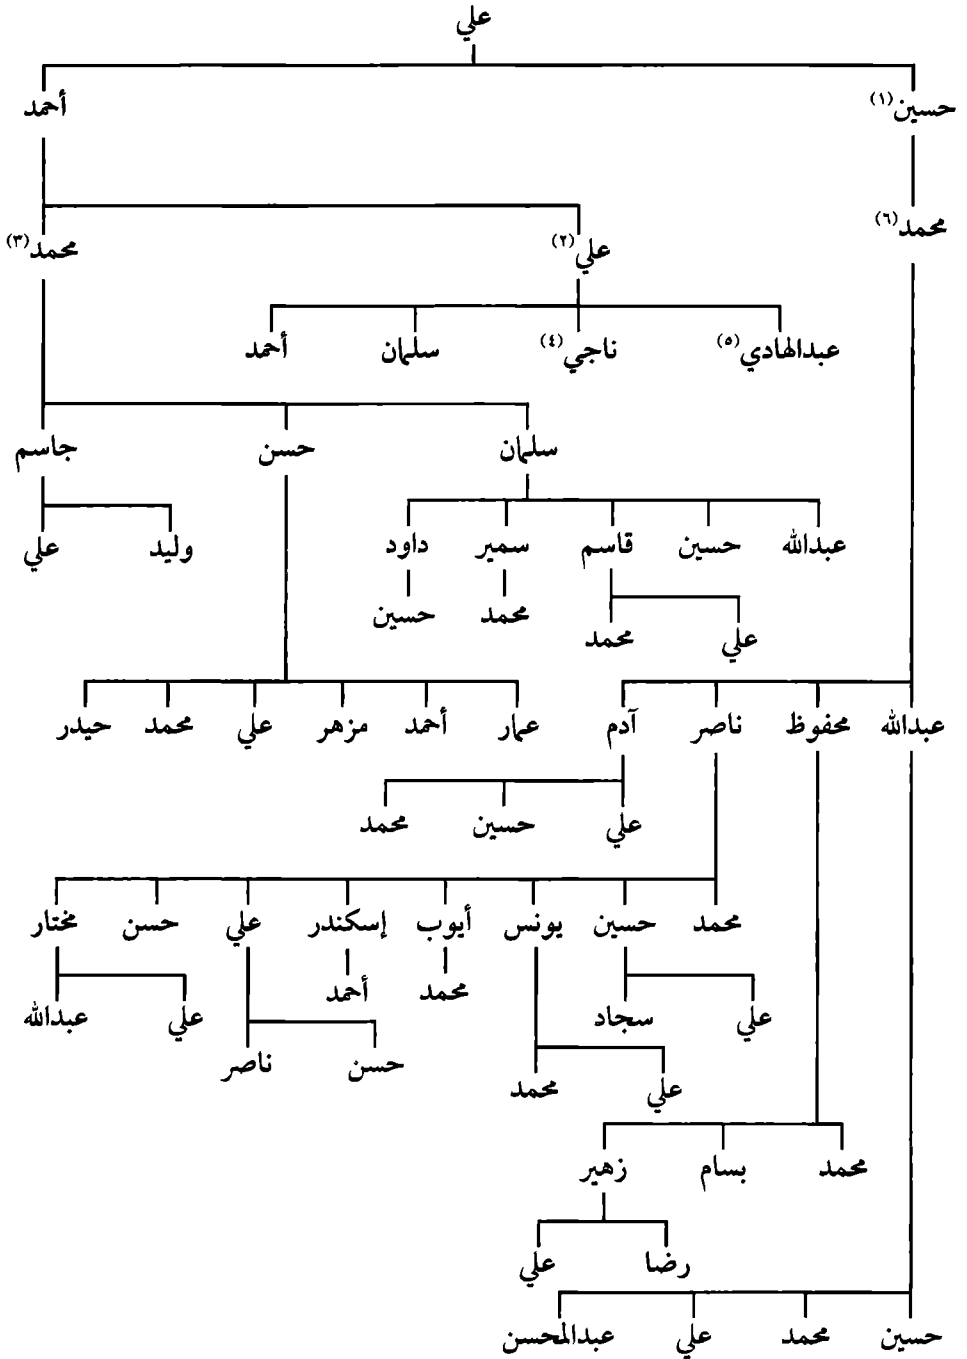 علي
حسين (١) أحمد
محمد (٦)
علي (٢) محمد (٣)
عبدالهادي (٥) ناجي (٤) سلمان أحمد
سلمان حسن جاسم
عبدالله حسين قاسم سمير داود وليد علي
محمد حسين
علي محمد
عبدالله محفوظ ناصر آدم عمار أحمد مزهر علي محمد حيدر
علي حسين محمد
محمد حسين يونس أيوب إسكندر علي حسن مختار
محمد أحمد
علي سجاد علي عبدالله
حسن ناصر
علي محمد
محمد بسام زهير
رضا علي
حسين محمد علي عبدالمحسن